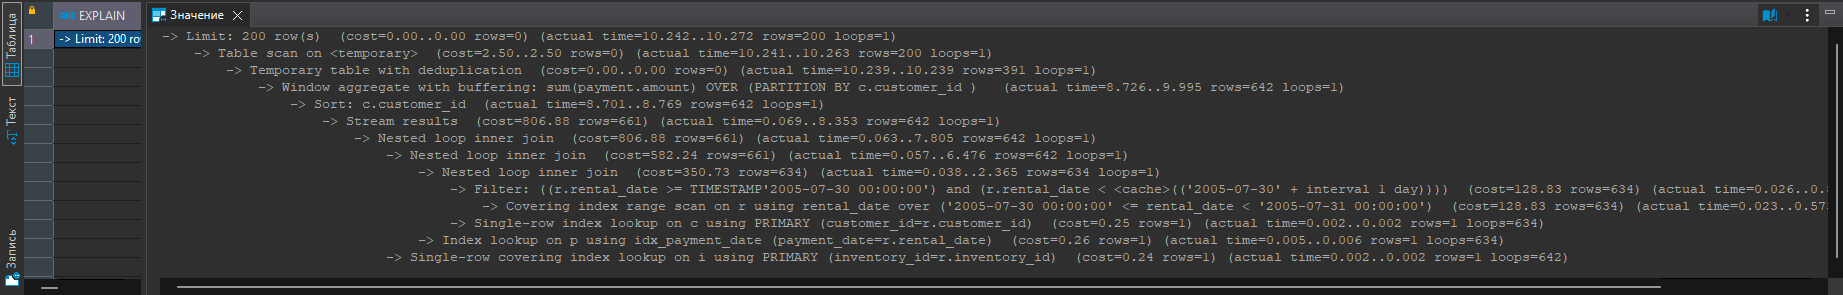 Таблица
Текст
Запись
ABC EXPLAIN
1
-> Limit: 200 ro
Значение
-> Limit: 200 row(s)  (cost=0.00..0.00 rows=0) (actual time=10.242..10.272 rows=200 loops=1)
-> Table scan on <temporary>  (cost=2.50..2.50 rows=0) (actual time=10.241..10.263 rows=200 loops=1)
-> Temporary table with deduplication  (cost=0.00..0.00 rows=0) (actual time=10.239..10.239 rows=391 loops=1)
-> Window aggregate with buffering: sum(payment.amount) OVER (PARTITION BY c.customer_id )   (actual time=8.726..9.995 rows=642 loops=1)
-> Sort: c.customer_id  (actual time=8.701..8.769 rows=642 loops=1)
-> Stream results  (cost=806.88 rows=661) (actual time=0.069..8.353 rows=642 loops=1)
-> Nested loop inner join  (cost=806.88 rows=661) (actual time=0.063..7.805 rows=642 loops=1)
-> Nested loop inner join  (cost=582.24 rows=661) (actual time=0.057..6.476 rows=642 loops=1)
-> Nested loop inner join  (cost=350.73 rows=634) (actual time=0.038..2.365 rows=634 loops=1)
-> Filter: ((r.rental_date >= TIMESTAMP'2005-07-30 00:00:00') and (r.rental_date < <cache>(('2005-07-30' + interval 1 day))))  (cost=128.83 rows=634) (actual time=0.026..0.
-> Covering index range scan on r using rental_date over ('2005-07-30 00:00:00' <= rental_date < '2005-07-31 00:00:00')  (cost=128.83 rows=634) (actual time=0.023..0.57
-> Single-row index lookup on c using PRIMARY (customer_id=r.customer_id)  (cost=0.25 rows=1) (actual time=0.002..0.002 rows=1 loops=634)
-> Index lookup on p using idx_payment_date (payment_date=r.rental_date)  (cost=0.26 rows=1) (actual time=0.005..0.006 rows=1 loops=634)
-> Single-row covering index lookup on i using PRIMARY (inventory_id=r.inventory_id)  (cost=0.24 rows=1) (actual time=0.002..0.002 rows=1 loops=642)